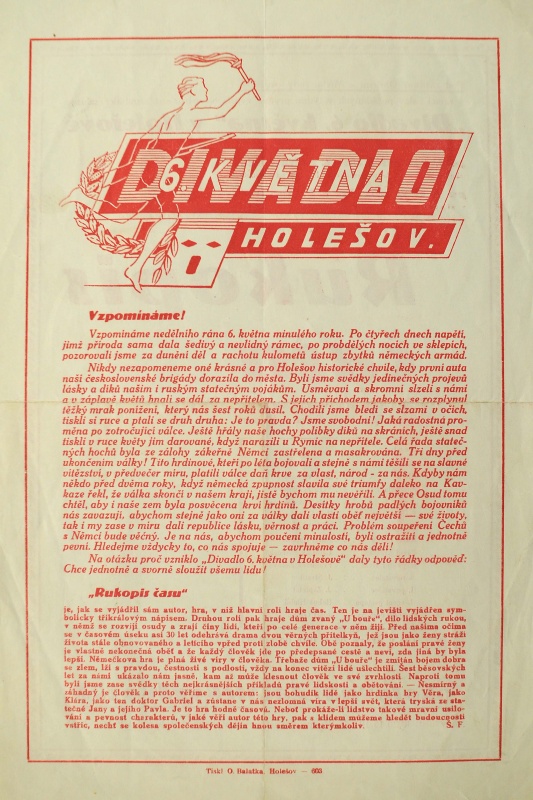 DIVADLO
6. KVĚTNA
HOLEŠOV.
Vzpomínáme!
Vzpomínáme nedělního rána 6. května minulého roku. Po čtyřech dnech napětí,
jimž příroda sama dala šedivý a nevlídný rámec, po probdělých nocích ve sklepích,
pozorovali jsme za dunění děl a rachotu kulometů ústup zbytků německých armád.
Nikdy nezapomeneme oné krásné a pro Holešov historické chvíle, kdy první auta
naší československé brigády dorazila do města. Byli jsme svědky jedinečných projevů
lásky a díků našim i ruským statečným vojákům. Usměvaví a skromní slzeli s námi
a v záplavě květů hnali se dál za nepřítelem. S jejich příchodem jakoby se rozplynul
těžký mrak ponížení, který nás šest roků dusil. Chodili jsme bledí se slzami v očích,
tiskli si ruce a ptali se druh druha: Je to pravda? Jsme svobodni! Jaká radostná pro-
měna po zotročující válce. Ještě hřály naše hochy polibky díků na skráních, ještě snad
tiskli v ruce květy jim darované, když narazili u Rymic na nepřítele. Celá řada stateč-
ných hochů byla ze zálohy zákeřně Němci zastřelena a masakrována. Tři dny před
ukončením války! Tito hrdinové, kteří po léta bojovali a stejně s námi těšili se na slavné
vítězství, v předvečer míru, platili válce daň krve za vlast, národ - za nás. Kdyby nám
někdo před dvěma roky, když německá zpupnost slavila své triumfy daleko na Kav-
kaze řekl, že válka skončí v našem kraji, jistě bychom mu nevěřili. A přece Osud tomu
chtěl, aby i naše zem byla posvěcena krví hrdinů. Desítky hrobů padlých bojovníků
nás zavazují, abychom stejně jako oni za války dali vlasti oběť největší — své životy,
tak i my zase v míru dali republice lásku, věrnost a práci. Problém soupeření Čechů
s Němci bude věčný. Je na nás, abychom poučeni minulostí, byli ostražití a jednotně
pevní. Hleďme vždycky to, co nás spojuje — zavrhněme co nás dělí!
Na otázku proč vzniklo „Divadlo 6. května v Holešově“ daly tyto řádky odpověď:
Chce jednotně a svorně sloužit všemu lidu!
„Rukopis času“
je, jak se vyjádřil sám autor, hra, v níž hlavní roli hraje čas. Ten je na jevišti vyjádřen sym-
bolicky tříkrálovým nápisem. Druhou roli pak hraje dům zvaný „U bouře“, dílo lidských rukou,
v němž se rozvíjí osudy a zrají činy lidí, kteří po celé generace v něm žijí. Před našima očima
se v časovém úseku asi 30 let odehrává drama dvou věrných přítelkyň, jež jsou jako ženy stráží
života stále obnovovaného a letícího vpřed proti zlobě chvíle. Obě poznaly, že poslání pravé ženy
je vlastně nekonečná oběť a že každý člověk jde po předepsané cestě a neví, zda jiná by byla
lepší. Němečkova hra je plná živé víry v člověka. Třebaže dům „U bouře“ je zmítán bojem dobra
se zlem, lží a pravdou, čestnosti s podlostí, vždy na konec vítězí lidé ušlechtilí. Šest běsovských
let za námi ukázalo nám jasně, kam až může klesnout člověk ve své zvrhlosti Naproti tomu
byli jsme zase svědky těch nejkrásnějších příkladů pravé lidskosti a obětování. — Nesmírný a
záhadný je člověk a proto věříme s autorem: jsou bohudík lidé jako hrdinka hry Věra, jako
Klára, jako ten doktor Gabriel a zůstane v nás nezlomná víra v lepší svět, která tryská ze sta-
tečné Jany a jejího Pavla. Je to hra hodně časová. Neboť prokáže-li lidstvo takové mravní usilo-
vání a pevnost charakterů, v jaké věří autor této hry, pak s klidem můžeme hledět budoucnosti
vstříc, nechť se kolesa společenských dějin hnou směrem kterýmkoliv. Š. F
Tiskl O. Balatka, Holešov — 603